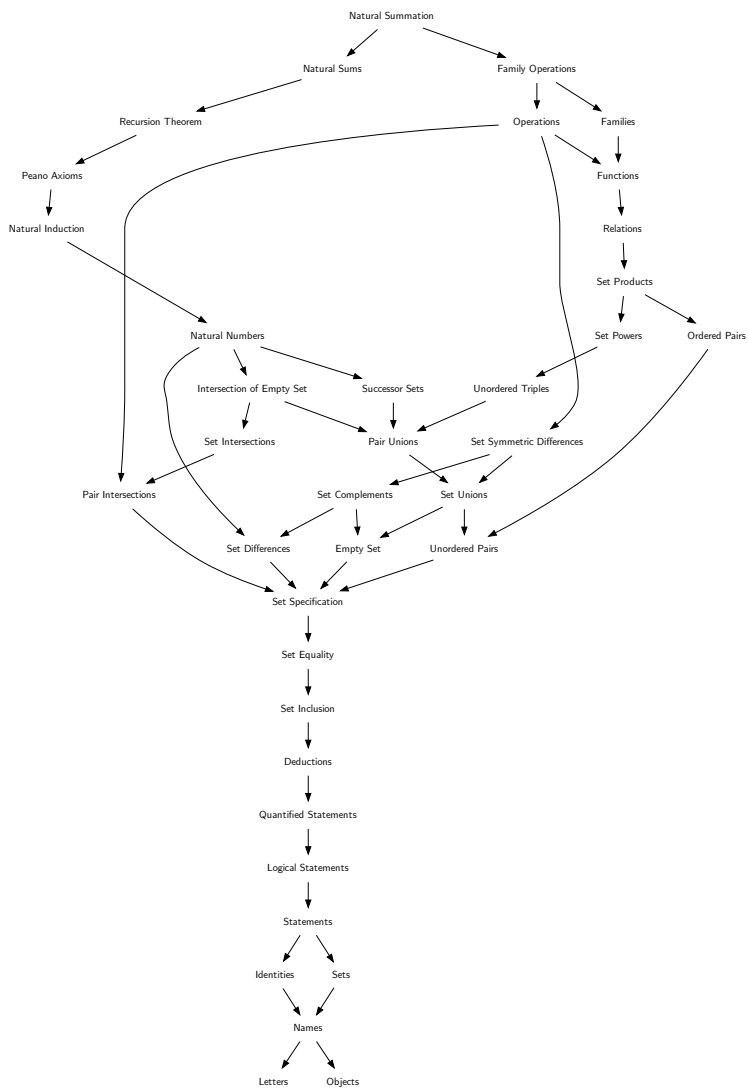 Natural Summation
Natural Sums
Family Operations
Recursion Theorem
Operations
Families
Peano Axioms
Functions
Natural Induction
Relations
Set Products
Natural Numbers
Set Powers
Ordered Pairs
Intersection of Empty Set
Successor Sets
Unordered Triples
Set Intersections
Pair Unions
Set Symmetric Differences
Pair Intersections
Set Complements
Set Unions
Set Differences
Empty Set
Unordered Pairs
Set Specification
Set Equality
Set Inclusion
Deductions
Quantified Statements
Logical Statements
Statements
Identities
Sets
Names
Letters
Objects